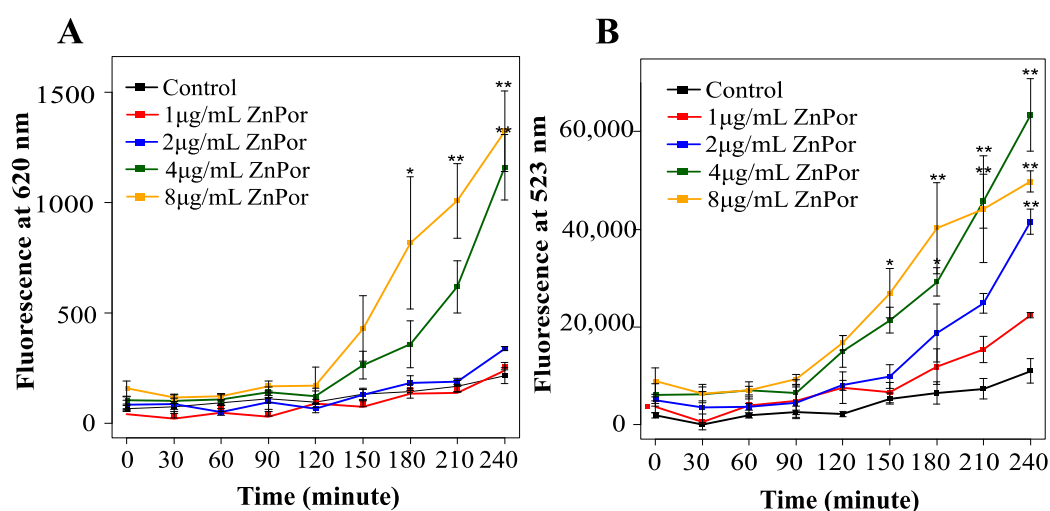 A
Fluorescence at 620 nm
1500
1000
500
0
Control
1μg/mL ZnPor
2μg/mL ZnPor
4μg/mL ZnPor
8μg/mL ZnPor
*
**
**
**
0 30 60 90 120 150 180 210 240
Time (minute)
B
Fluorescence at 523 nm
60,000
40,000
20,000
0
Control
1μg/mL ZnPor
2μg/mL ZnPor
4μg/mL ZnPor
8μg/mL ZnPor
*
**
*
**
**
**
**
**
0 30 60 90 120 150 180 210 240
Time (minute)